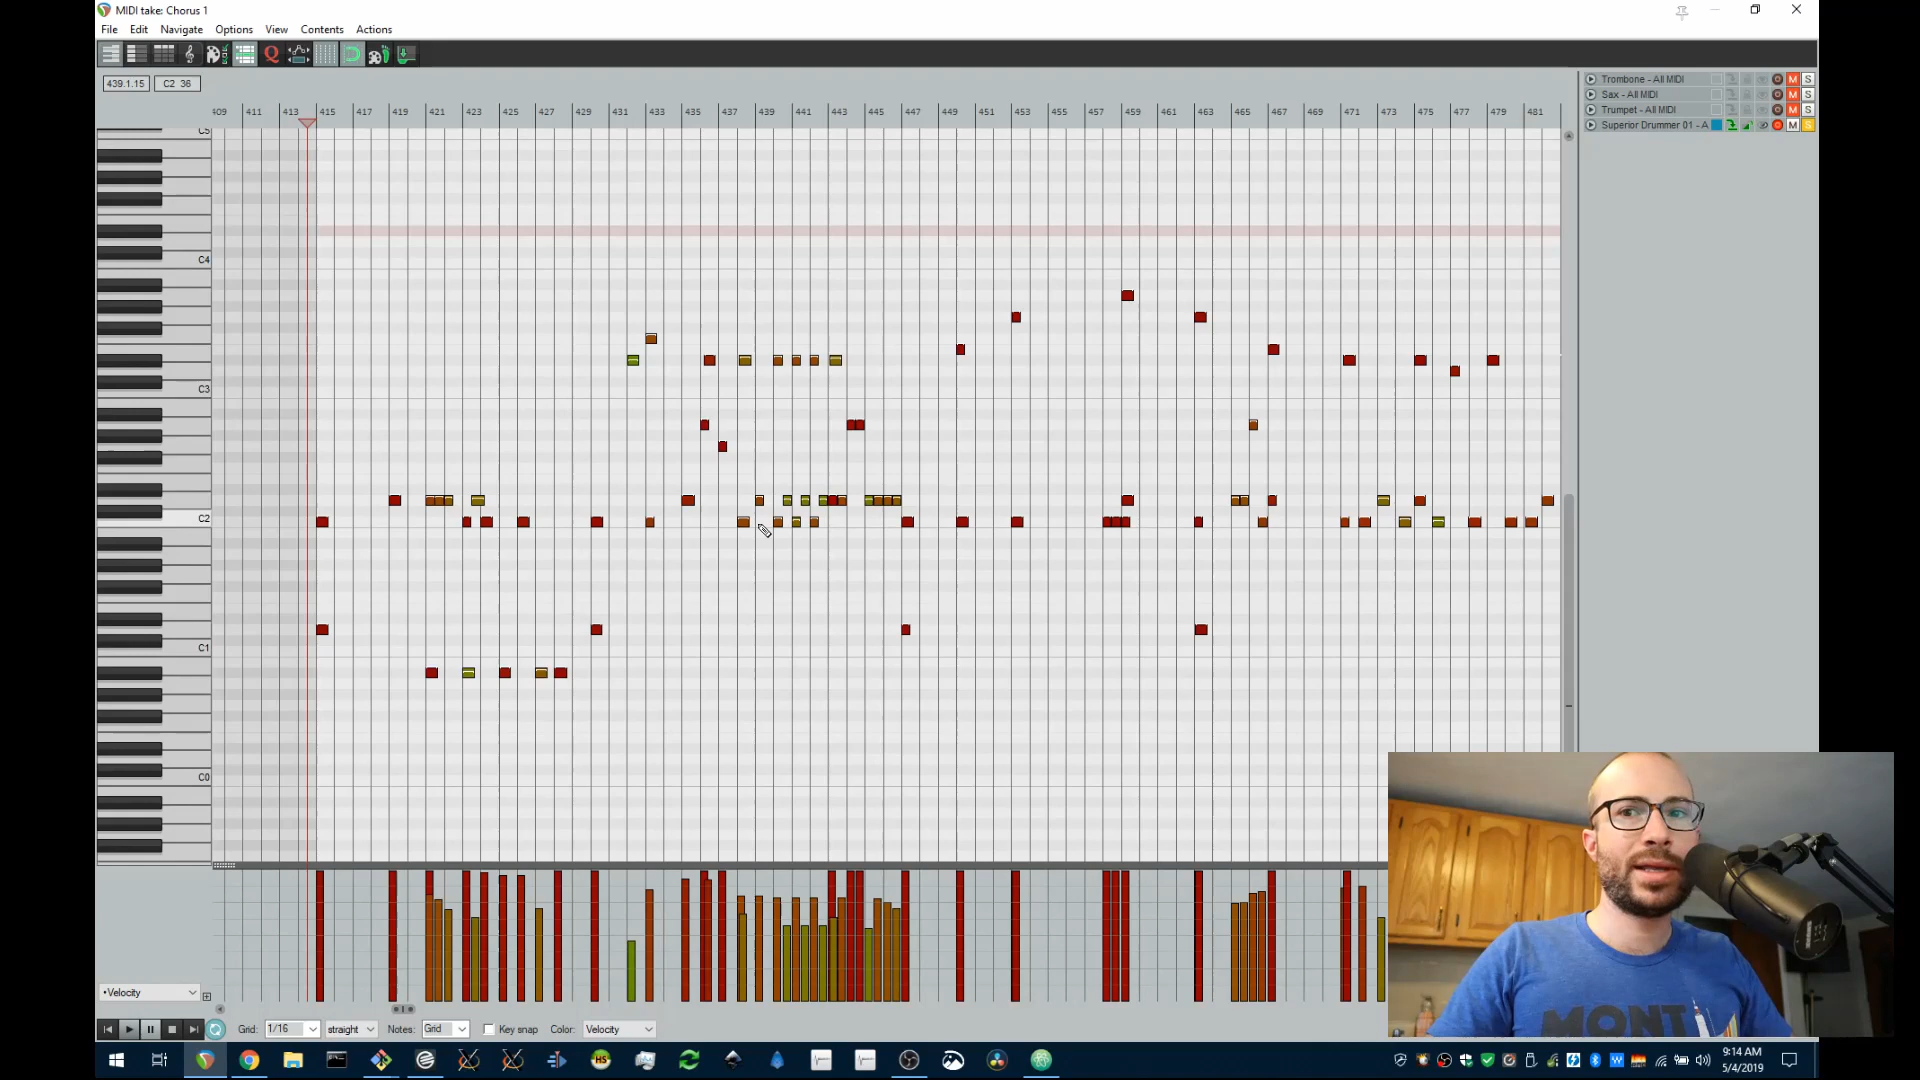 MIDI take: Chorus 1
File Edit Navigate Options View Contents Actions
439.1.15 C2 36
409 411 413 415 417 419 421 423 425 427 429 431 433 435 437 439 441 443 445 447 449 451 453 455 457 459 461 463 465 467 469 471 473 475 477 479 481
Trombone - All MIDI M S
Sax - All MIDI M S
Trumpet - All MIDI M S
Superior Drummer 01 - A M S
C5
C4
C3
C2
C1
C0
•Velocity
Grid: 1/16 straight Notes: Grid Key snap Color: Velocity
MONT
HS
9:14 AM
5/4/2019